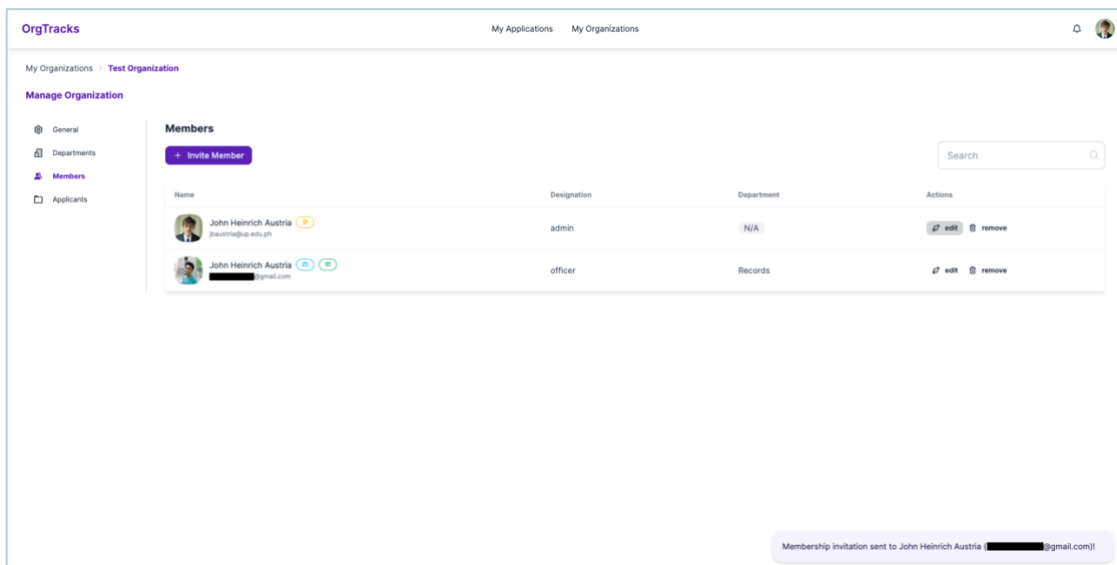 OrgTracks My Applications My Organizations
My Organizations > Test Organization
Manage Organization
General
Departments
Members
Applicants
Members
+ Invite Member
Search
Name Designation Department Actions
John Heinrich Austria
jbaustria@up.edu.ph
admin N/A edit remove
John Heinrich Austria
@gmail.com
officer Records edit remove
Membership invitation sent to John Heinrich Austria ( @gmail.com)!